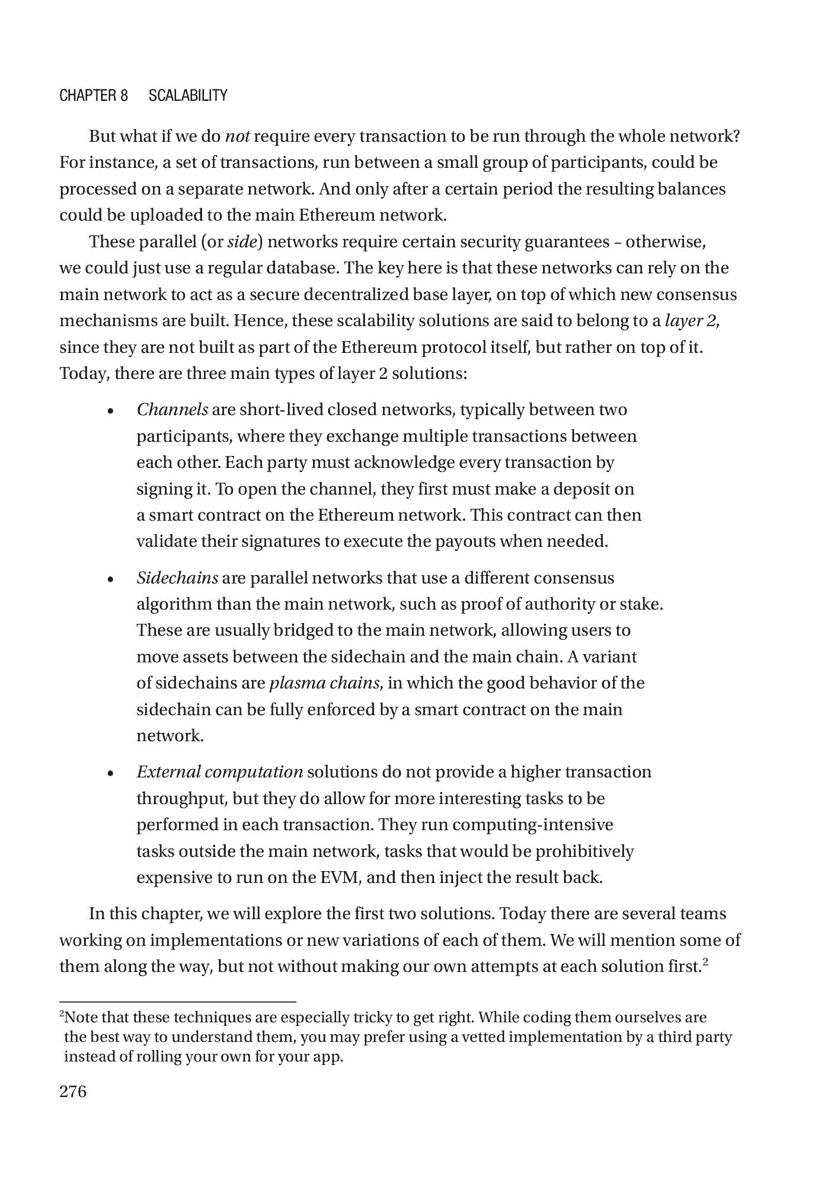 CHAPTER 8 SCALABILITY
But what if we do not require every transaction to be run through the whole network?
For instance, a set of transactions, run between a small group of participants, could be
processed on a separate network. And only after a certain period the resulting balances
could be uploaded to the main Ethereum network.
These parallel (or side) networks require certain security guarantees – otherwise,
we could just use a regular database. The key here is that these networks can rely on the
main network to act as a secure decentralized base layer, on top of which new consensus
mechanisms are built. Hence, these scalability solutions are said to belong to a layer 2,
since they are not built as part of the Ethereum protocol itself, but rather on top of it.
Today, there are three main types of layer 2 solutions:
• Channels are short-lived closed networks, typically between two
participants, where they exchange multiple transactions between
each other. Each party must acknowledge every transaction by
signing it. To open the channel, they first must make a deposit on
a smart contract on the Ethereum network. This contract can then
validate their signatures to execute the payouts when needed.
• Sidechains are parallel networks that use a different consensus
algorithm than the main network, such as proof of authority or stake.
These are usually bridged to the main network, allowing users to
move assets between the sidechain and the main chain. A variant
of sidechains are plasma chains, in which the good behavior of the
sidechain can be fully enforced by a smart contract on the main
network.
• External computation solutions do not provide a higher transaction
throughput, but they do allow for more interesting tasks to be
performed in each transaction. They run computing-intensive
tasks outside the main network, tasks that would be prohibitively
expensive to run on the EVM, and then inject the result back.
In this chapter, we will explore the first two solutions. Today there are several teams
working on implementations or new variations of each of them. We will mention some of
them along the way, but not without making our own attempts at each solution first.²
²Note that these techniques are especially tricky to get right. While coding them ourselves are
the best way to understand them, you may prefer using a vetted implementation by a third party
instead of rolling your own for your app.
276